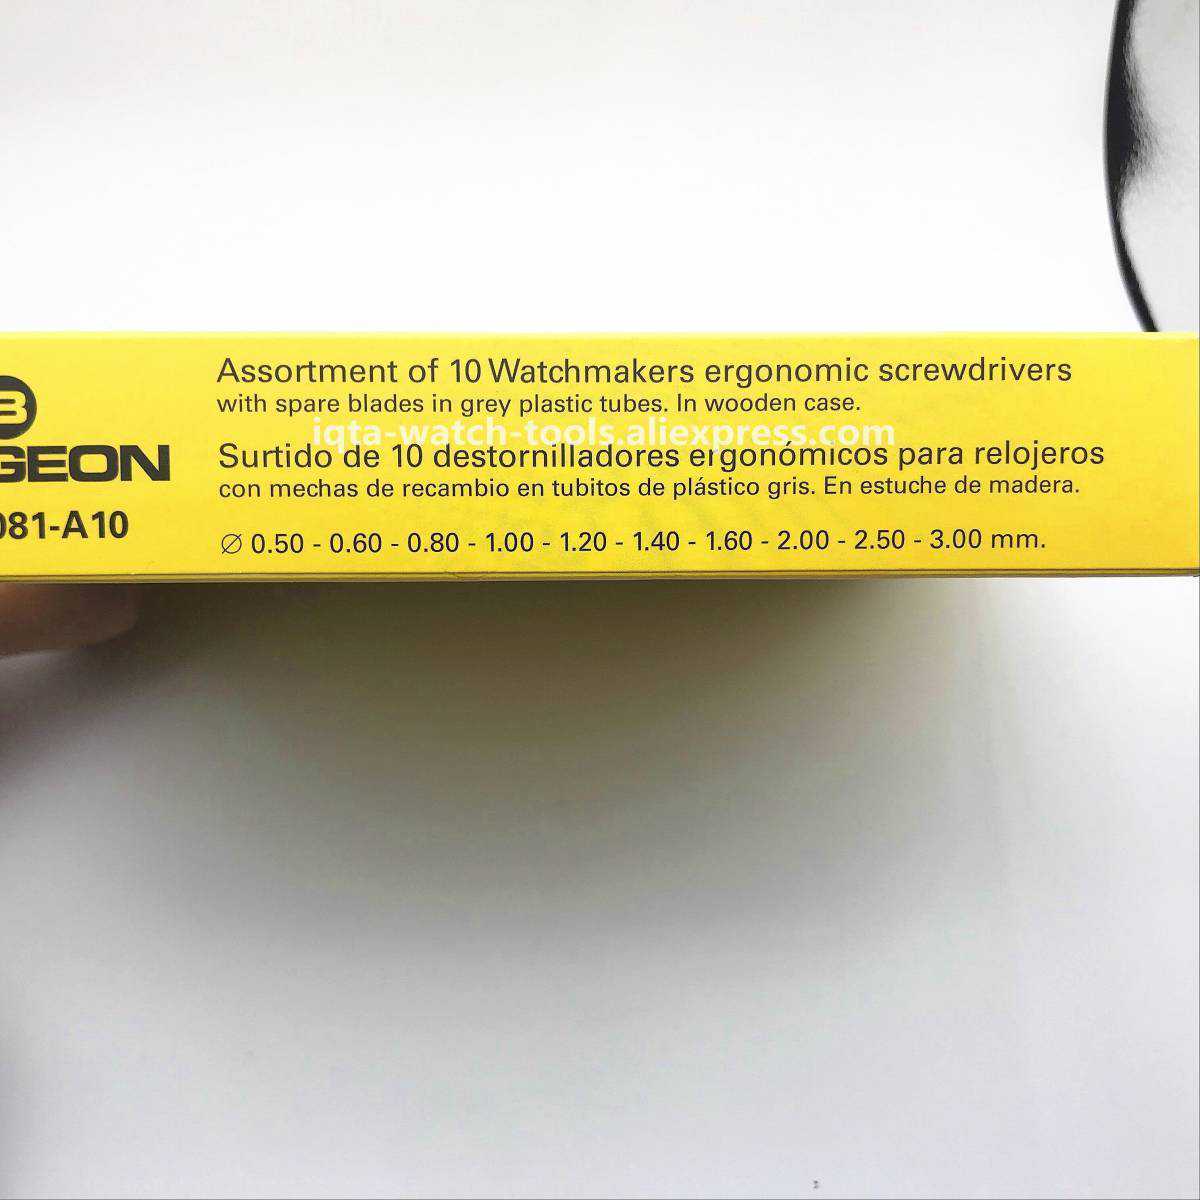 B
GEON
081-A10
Assortment of 10 Watchmakers ergonomic screwdrivers
with spare blades in grey plastic tubes. In wooden case.
iqta-watch-tools.aliexpress.com
Surtido de 10 destornilladores ergonómicos para relojeros
con mechas de recambio en tubitos de plástico gris. En estuche de madera.
∅ 0.50 - 0.60 - 0.80 - 1.00 - 1.20 - 1.40 - 1.60 - 2.00 - 2.50 - 3.00 mm.